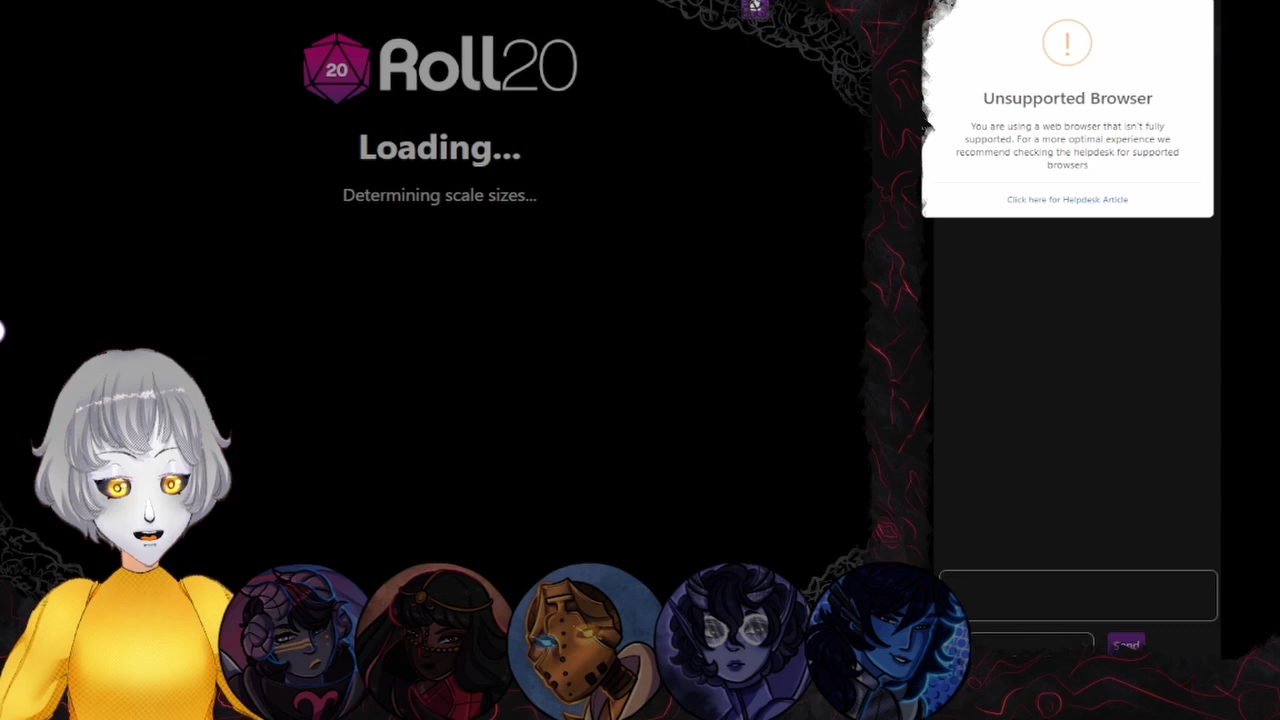 20
Roll20
Loading...
Determining scale sizes...
!
Unsupported Browser
You are using a web browser that isn't fully
supported. For a more optimal experience we
recommend checking the helpdesk for supported
browsers
Click here for Helpdesk Article
Send